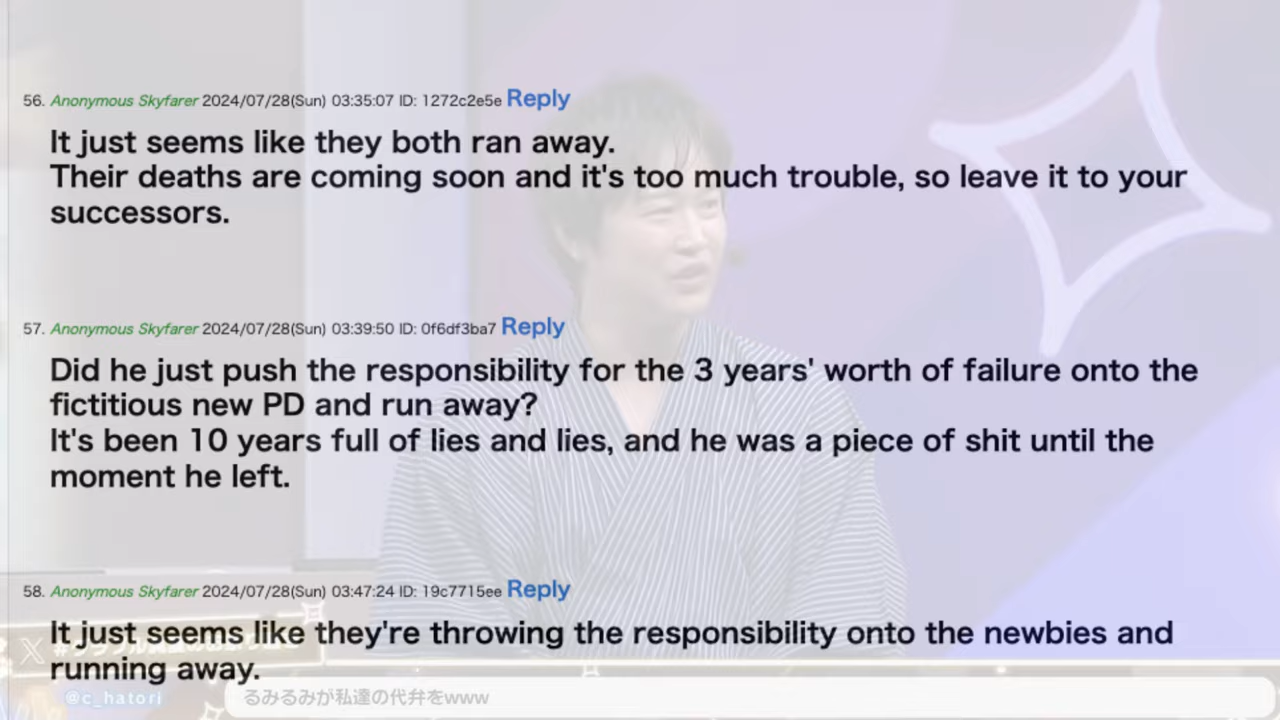 56. Anonymous Skyfarer 2024/07/28(Sun) 03:35:07 ID: 1272c2e5e Reply
It just seems like they both ran away.
Their deaths are coming soon and it's too much trouble, so leave it to your
successors.
57. Anonymous Skyfarer 2024/07/28(Sun) 03:39:50 ID: 0f6df3ba7 Reply
Did he just push the responsibility for the 3 years' worth of failure onto the
fictitious new PD and run away?
It's been 10 years full of lies and lies, and he was a piece of shit until the
moment he left.
58. Anonymous Skyfarer 2024/07/28(Sun) 03:47:24 ID: 19c7715ee Reply
It just seems like they're throwing the responsibility onto the newbies and
running away.
@c_hatori
るみるみが私達の代弁をwww